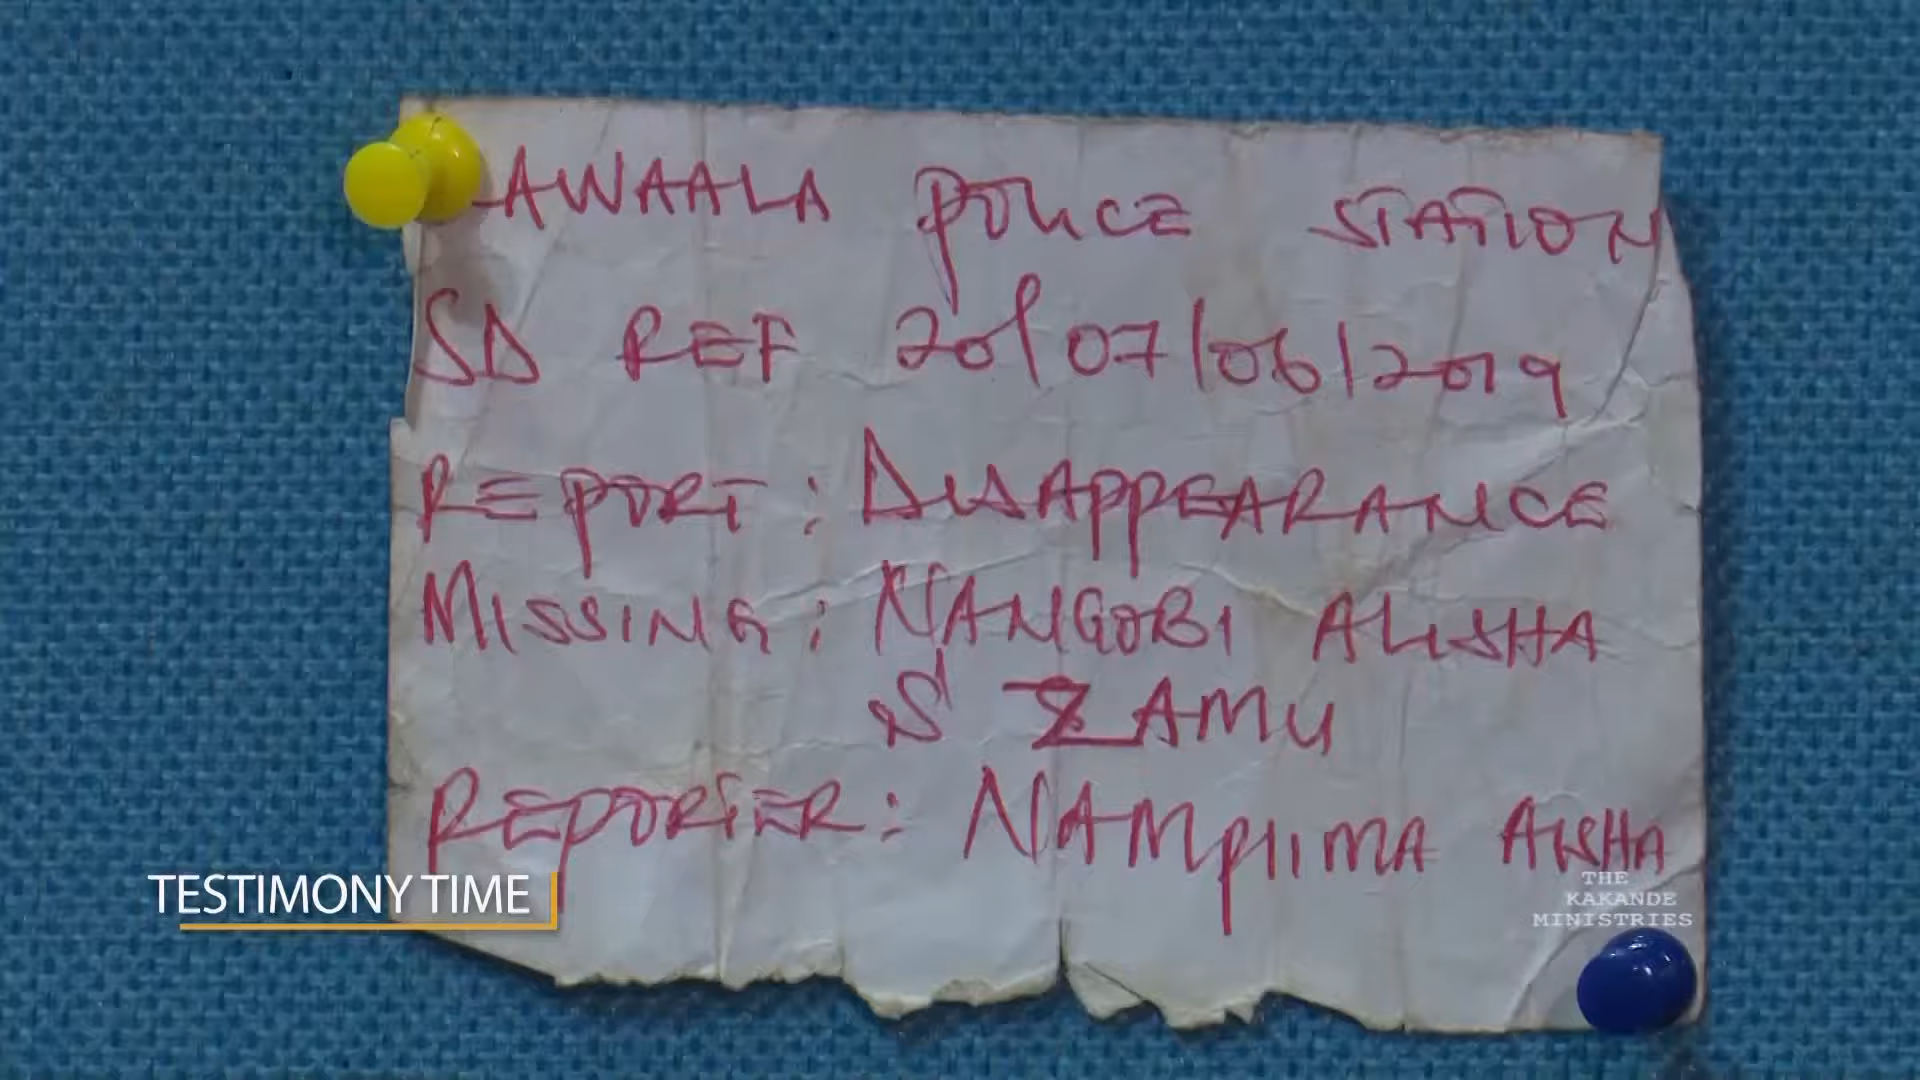 AWAALA POLICE STATION
SD REF 20/07/06/2019
REPORT: DISAPPEARANCE
MISSING: NANGOBI ALISHA
S ZAMU
REPORTER: NAMPIIMA AISHA
TESTIMONY TIME
THE
KAKANDE
MINISTRIES